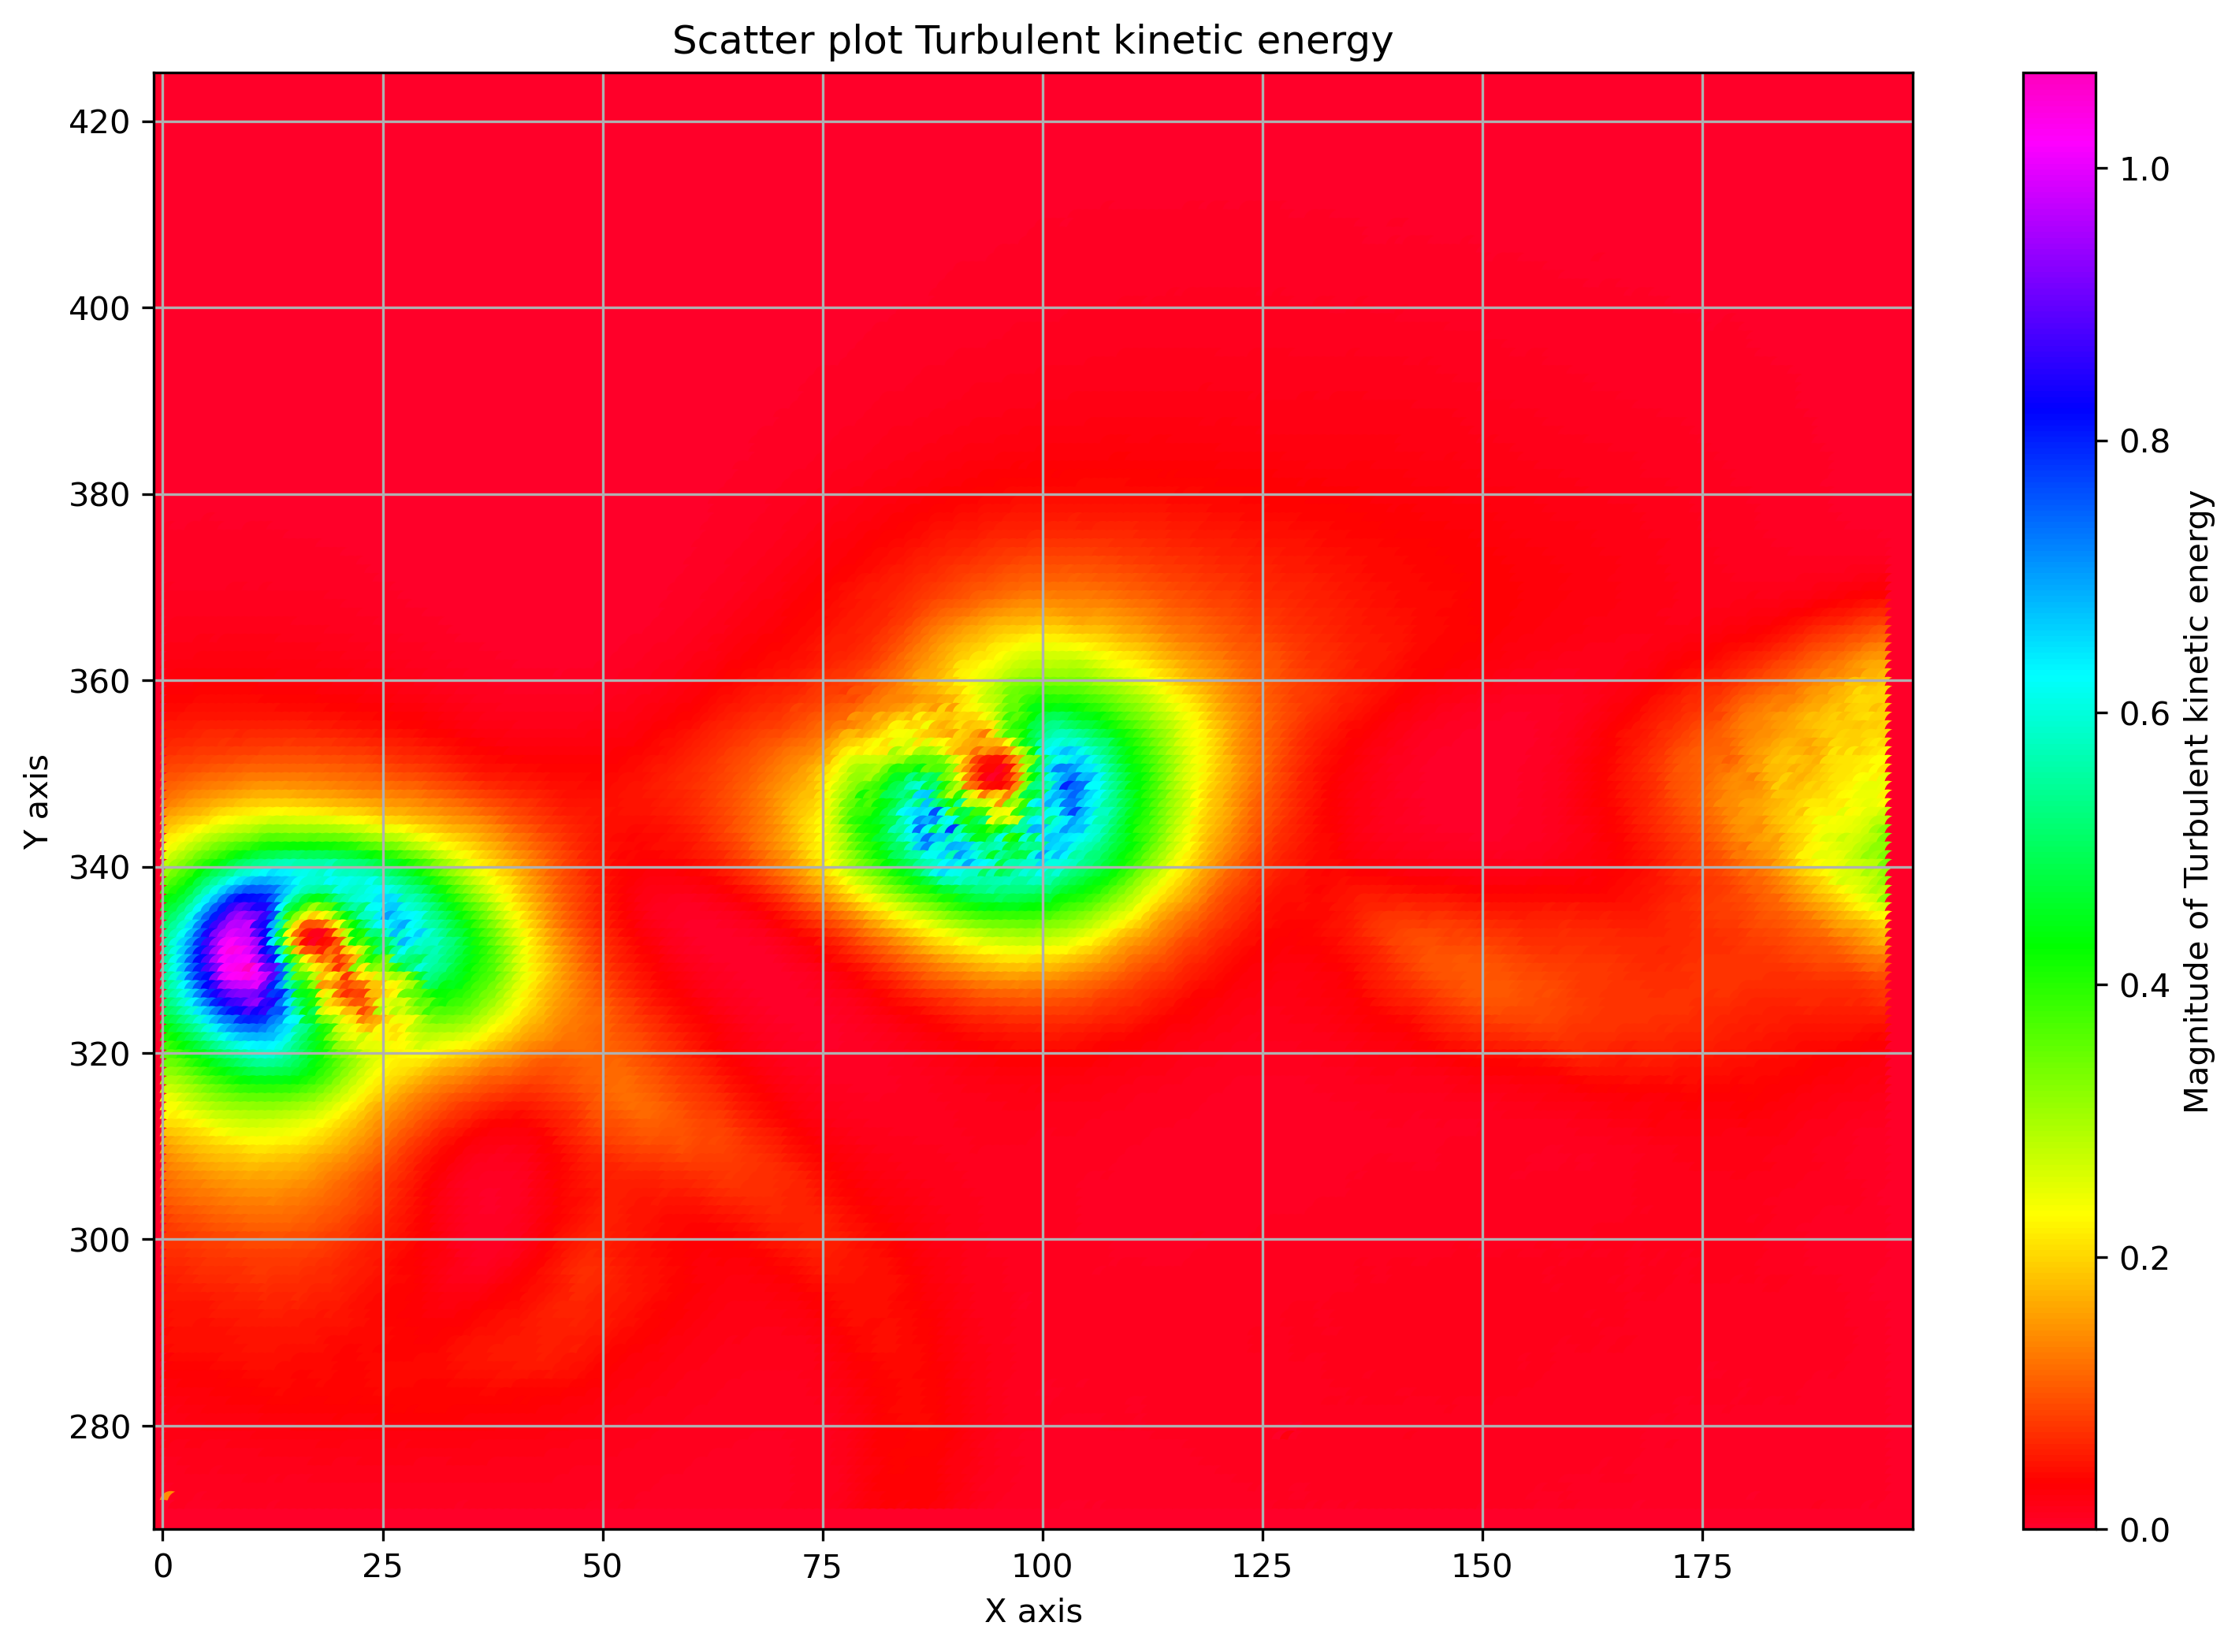 Scatter plot Turbulent kinetic energy
420
400
380
360
340
320
300
280
Y axis
0 25 50 75 100 125 150 175
X axis
1.0
0.8
0.6
0.4
0.2
0.0
Magnitude of Turbulent kinetic energy